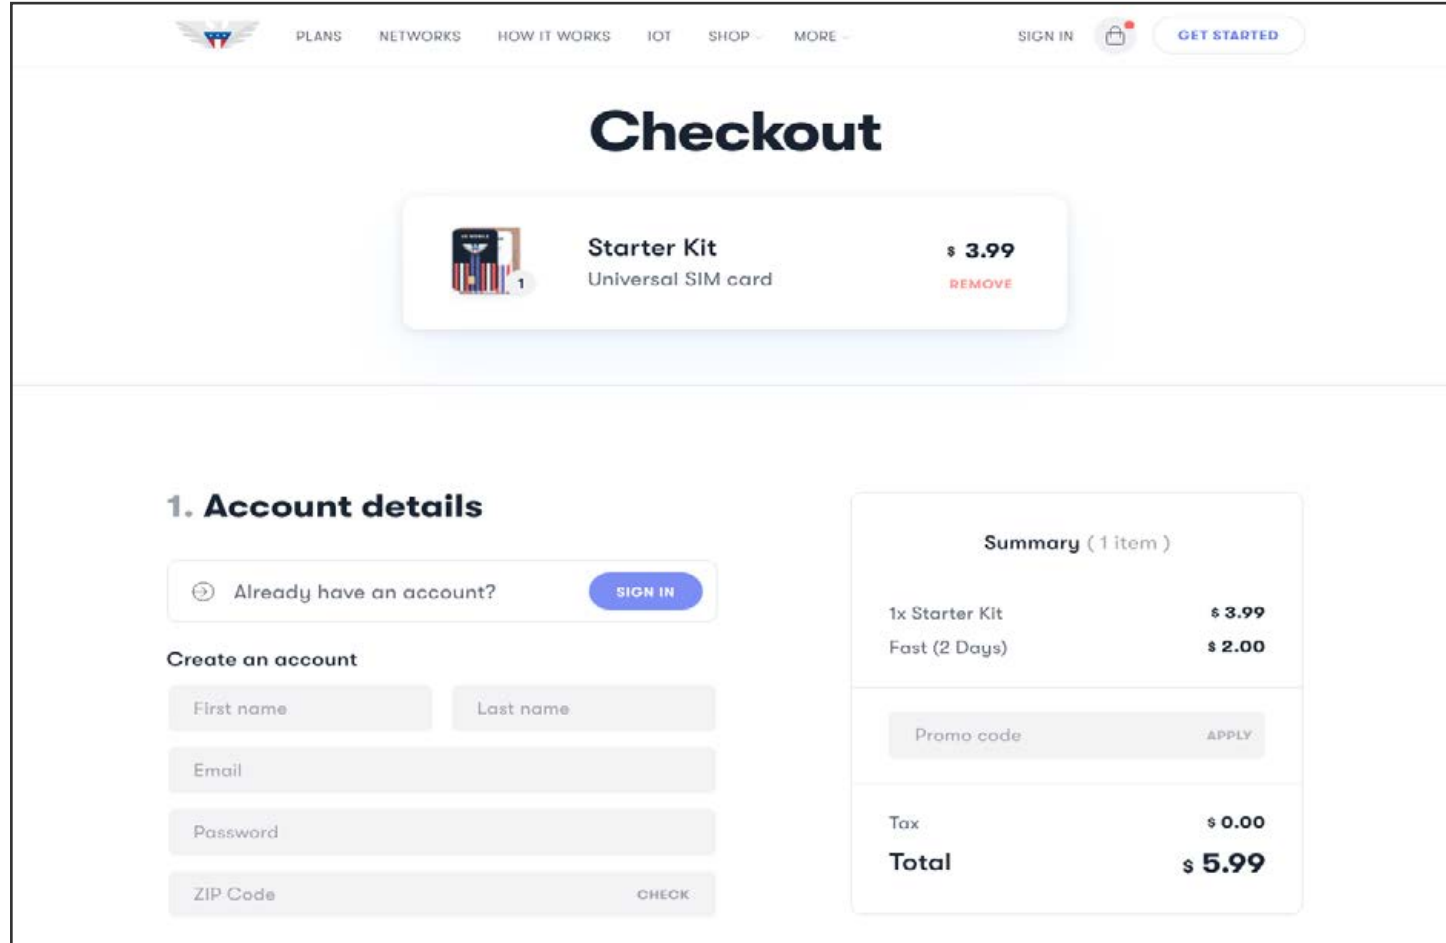 PLANS NETWORKS HOW IT WORKS IOT SHOP MORE SIGN IN GET STARTED
Checkout
Starter Kit
$ 3.99
Universal SIM card
REMOVE
1
1. Account details
Already have an account? SIGN IN
Create an account
First name Last name
Email
Password
ZIP Code CHECK
Summary ( 1 item )
1x Starter Kit $ 3.99
Fast (2 Days) $ 2.00
Promo code APPLY
Tax $ 0.00
Total $ 5.99